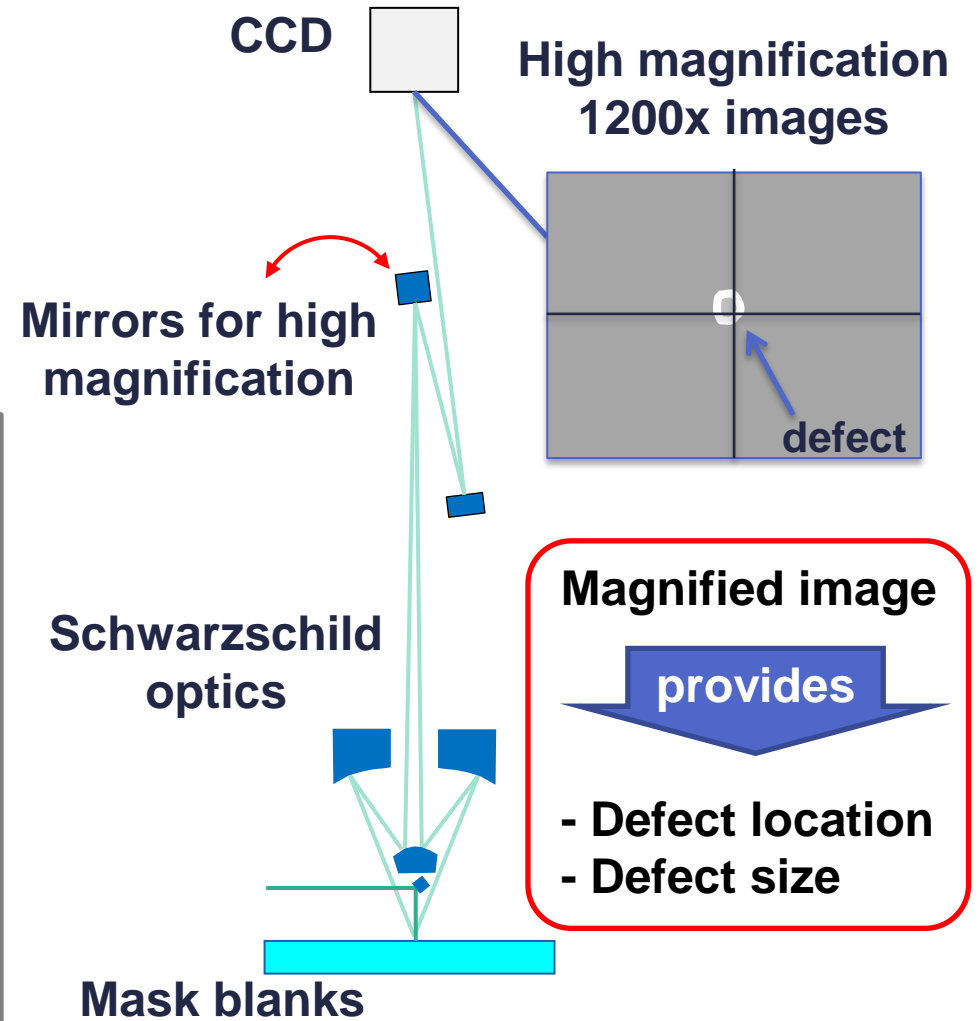 CCD
High magnification
1200x images
Mirrors for high
magnification
defect
Schwarzschild
optics
Magnified image
provides
- Defect location
- Defect size
Mask blanks